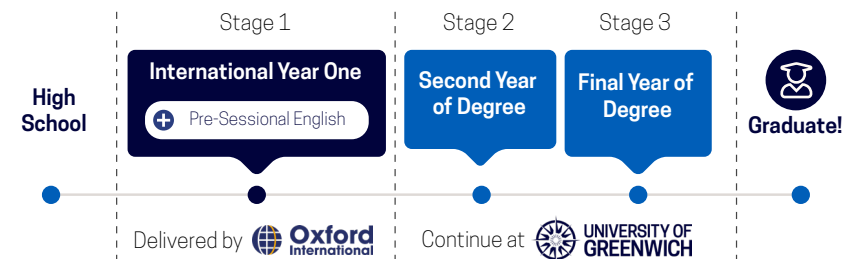 Stage 1
Stage 2
Stage 3
High
School
International Year One
Pre-Sessional English
Second Year
of Degree
Final Year of
Degree
Graduate!
Delivered by Oxford
International
Continue at UNIVERSITY OF
GREENWICH